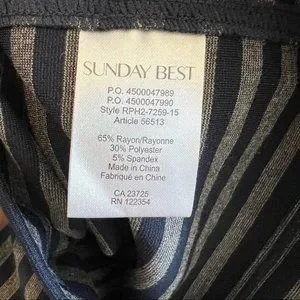 SUNDAY BEST
P.O. 4500047989
P.O. 4500047990
Style RPH2-7259-15
Article 56513
65% Rayon/Rayonne
30% Polyester
5% Spandex
Made in China
Fabriqué en Chine
CA 23725
RN 122354